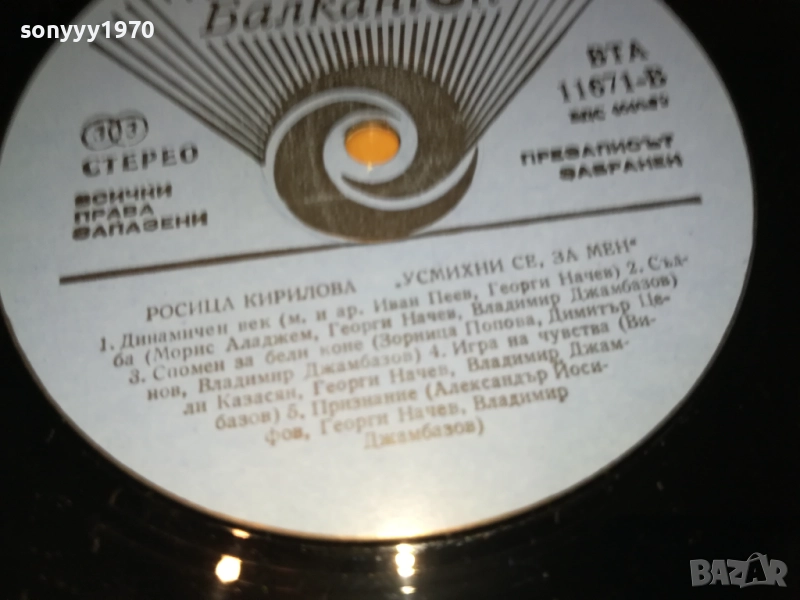 sonyyy1970
Балкантон
ВТА
11671-В
33
СТЕРЕО
ВСИЧКИ
ПРАВА
ЗАПАЗЕНИ
ПРЕЗАПИСЪТ
ЗАБРАНЕН
РОСИЦА КИРИЛОВА „УСМИХНИ СЕ, ЗА МЕН“
1. Динамичен век (м. и ар. Иван Пеев, Георги Начев) 2. Съд-
ба (Морис Аладжем, Георги Начев, Владимир Джамбазов)
3. Спомен за бели коне (Зорница Попова, Димитър Це-
нов, Владимир Джамбазов) 4. Игра на чувства (Ви-
ли Казасян, Георги Начев, Владимир Джам-
базов) 5. Признание (Александър Йоси-
фов, Георги Начев, Владимир
Джамбазов)
BAZAR